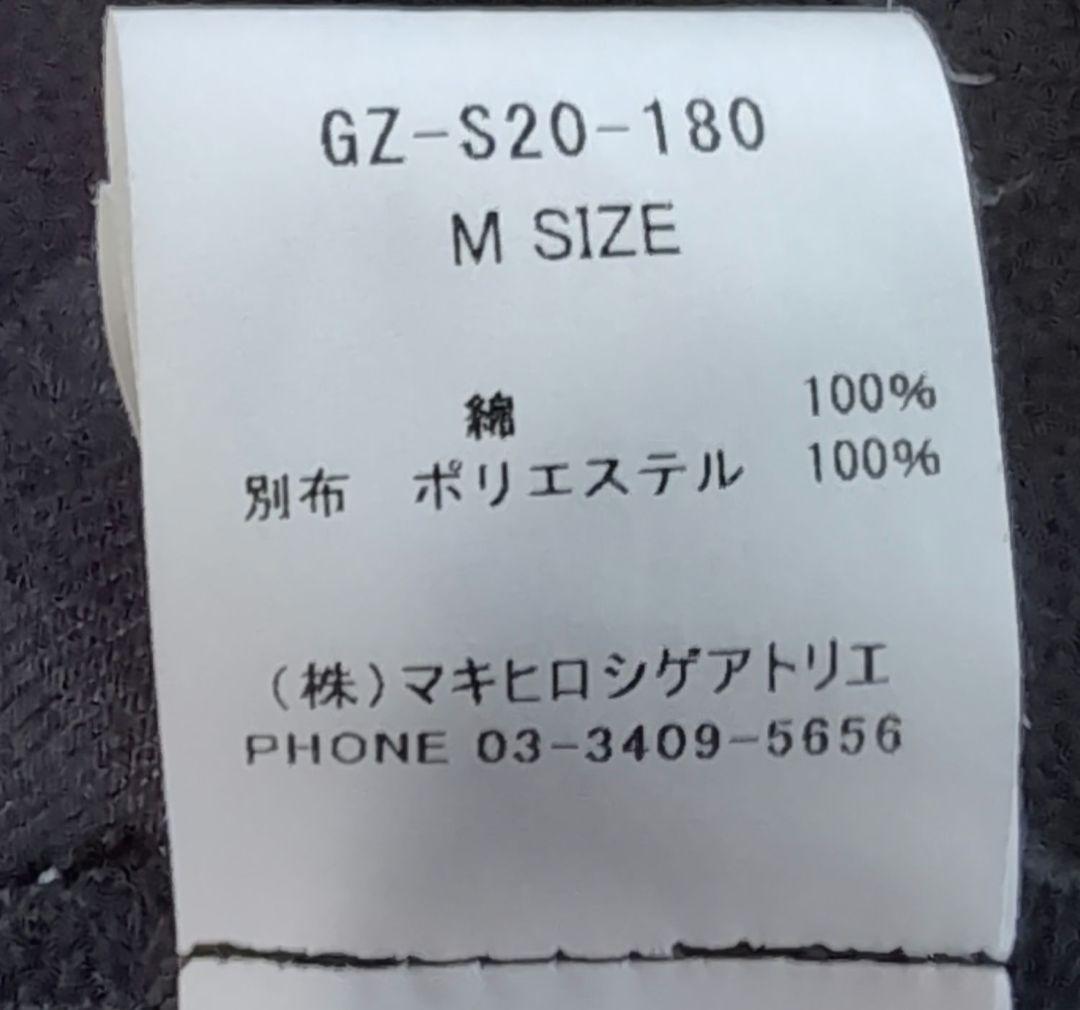 GZ-S20-180
M SIZE
綿 100%
別布 ポリエステル 100%
(株)マキヒロシゲアトリエ
PHONE 03-3409-5656